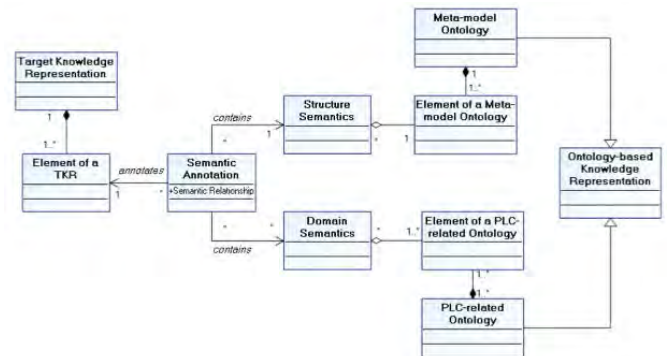 Meta-model
Ontology
Target Knowledge
Representation
1
1
1..*
contains
Structure
Semantics
Element of a Meta-
model Ontology
*
1
*
1
1..*
Element of a
TKR
annotates
Semantic
Annotation
+Semantic Relationship
1
*
Ontology-based
Knowledge
Representation
*
*
contains
Domain
Semantics
*
1..*
Element of a PLC-
related Ontology
1..*
1..*
PLC-related
Ontology